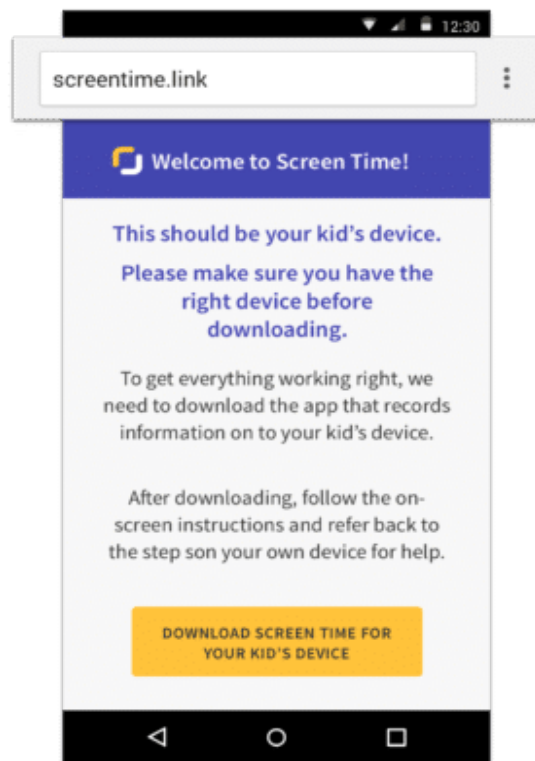 12:30
screentime.link
Welcome to Screen Time!
This should be your kid's device.
Please make sure you have the
right device before
downloading.
To get everything working right, we
need to download the app that records
information on to your kid's device.
After downloading, follow the on-
screen instructions and refer back to
the step son your own device for help.
DOWNLOAD SCREEN TIME FOR
YOUR KID'S DEVICE